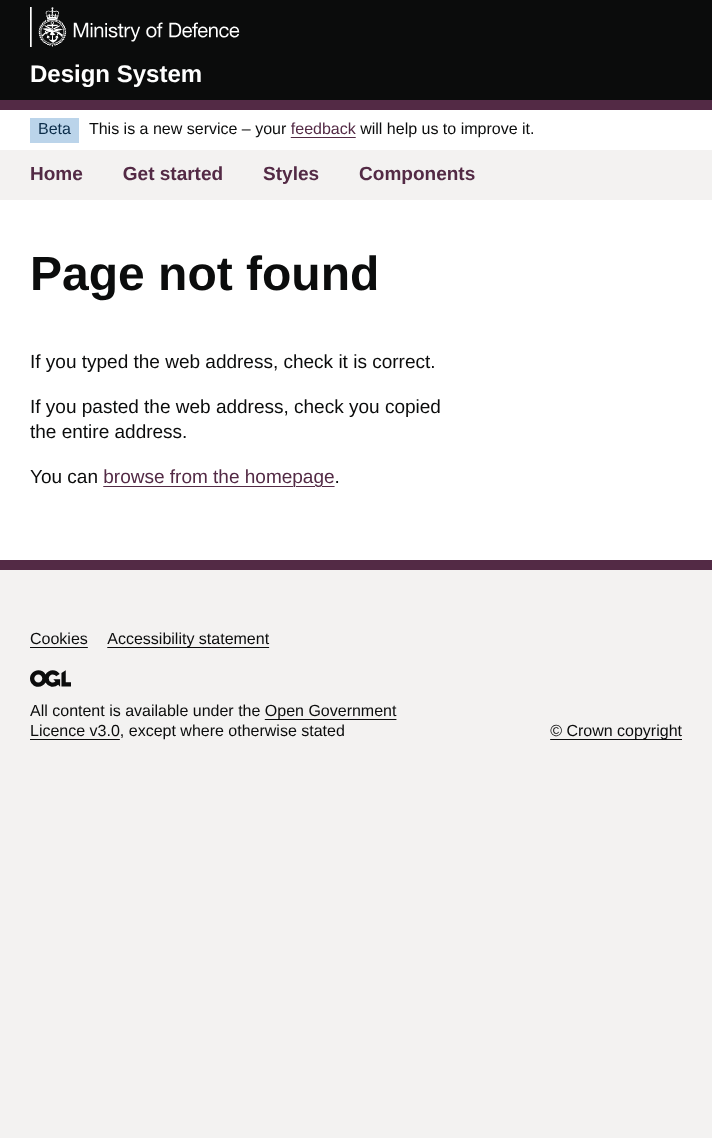 Ministry of Defence
Design System
Beta This is a new service – your feedback will help us to improve it.
Home Get started Styles Components
Page not found
If you typed the web address, check it is correct.
If you pasted the web address, check you copied
the entire address.
You can browse from the homepage.
Cookies Accessibility statement
OGL
All content is available under the Open Government
Licence v3.0, except where otherwise stated
© Crown copyright